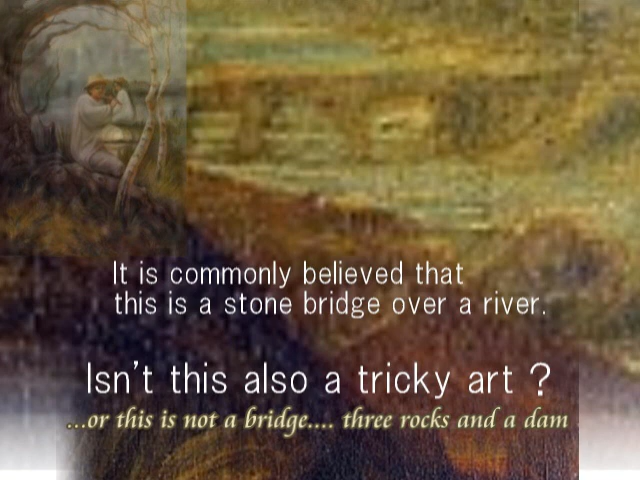 It is commonly believed that
this is a stone bridge over a river.
Isn't this also a tricky art ?
...or this is not a bridge.... three rocks and a dam